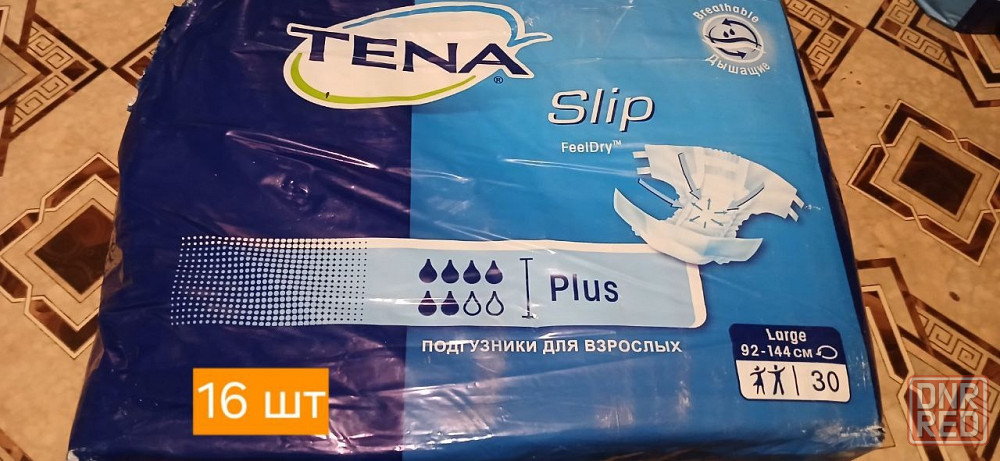 TENA
®
Breathable
Дышащие
Slip
FeelDry™
Plus
ПОДГУЗНИКИ ДЛЯ ВЗРОСЛЫХ
Large
92-144 СМ
30
16 шт
DNR
RED